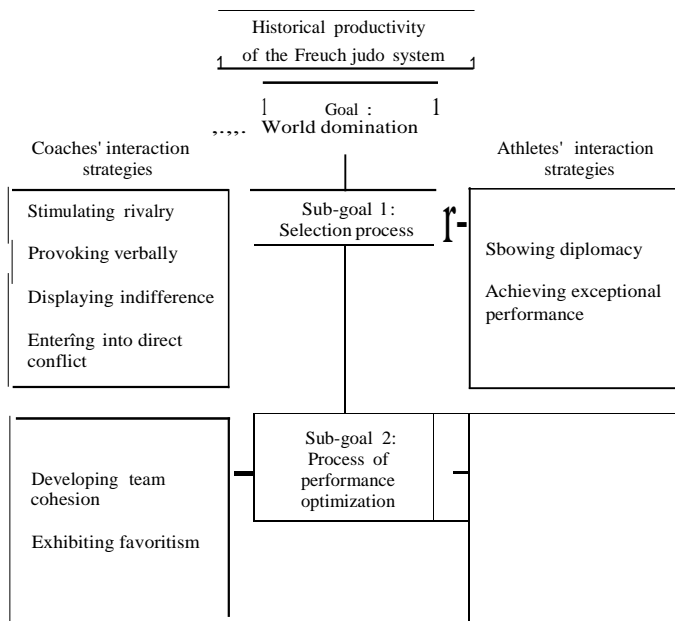 Historical productivity
of the Freuch judo system
Goal :
World domination
Coaches' interaction
strategies
Stimulating rivalry
Provoking verbally
Displaying indifference
Enterîng into direct
conflict
Sub-goal 1:
Selection process
Athletes' interaction
strategies
Sbowing diplomacy
Achieving exceptional
performance
Developing team
cohesion
Exhibiting favoritism
Sub-goal 2:
Process of
performance
optimization